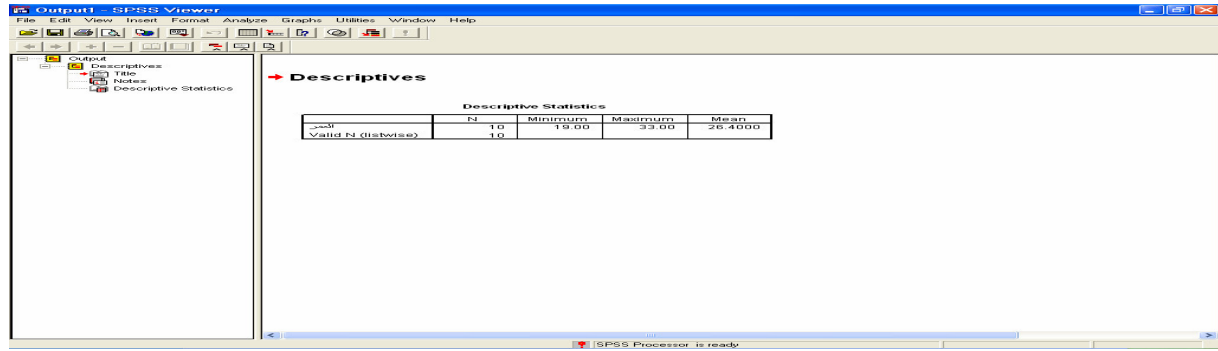 Output1 - SPSS Viewer
File Edit View Insert Format Analyze Graphs Utilities Window Help
Output
Descriptives
Title
Notes
Descriptive Statistics
Descriptives
Descriptive Statistics
N Minimum Maximum Mean
العمر 10 19.00 33.00 26.4000
Valid N (listwise) 10
SPSS Processor is ready